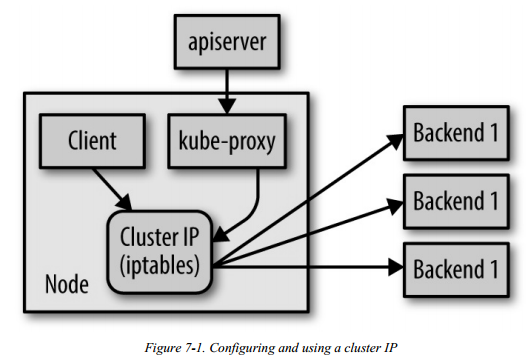 apiserver
Client
kube-proxy
Backend 1
Backend 1
Cluster IP
(iptables)
Node
Backend 1
Figure 7-1. Configuring and using a cluster IP